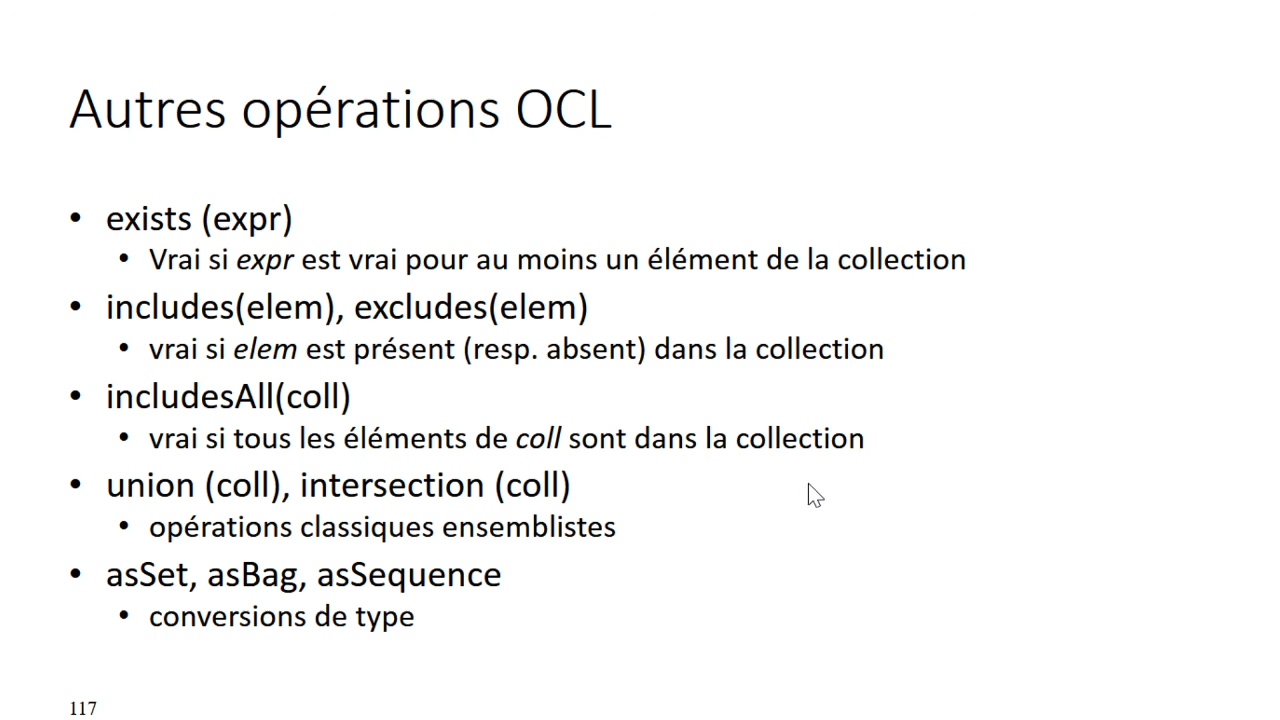 Autres opérations OCL
• exists (expr)
• Vrai si expr est vrai pour au moins un élément de la collection
• includes(elem), excludes(elem)
• vrai si elem est présent (resp. absent) dans la collection
• includesAll(coll)
• vrai si tous les éléments de coll sont dans la collection
• union (coll), intersection (coll)
• opérations classiques ensemblistes
• asSet, asBag, asSequence
• conversions de type
117